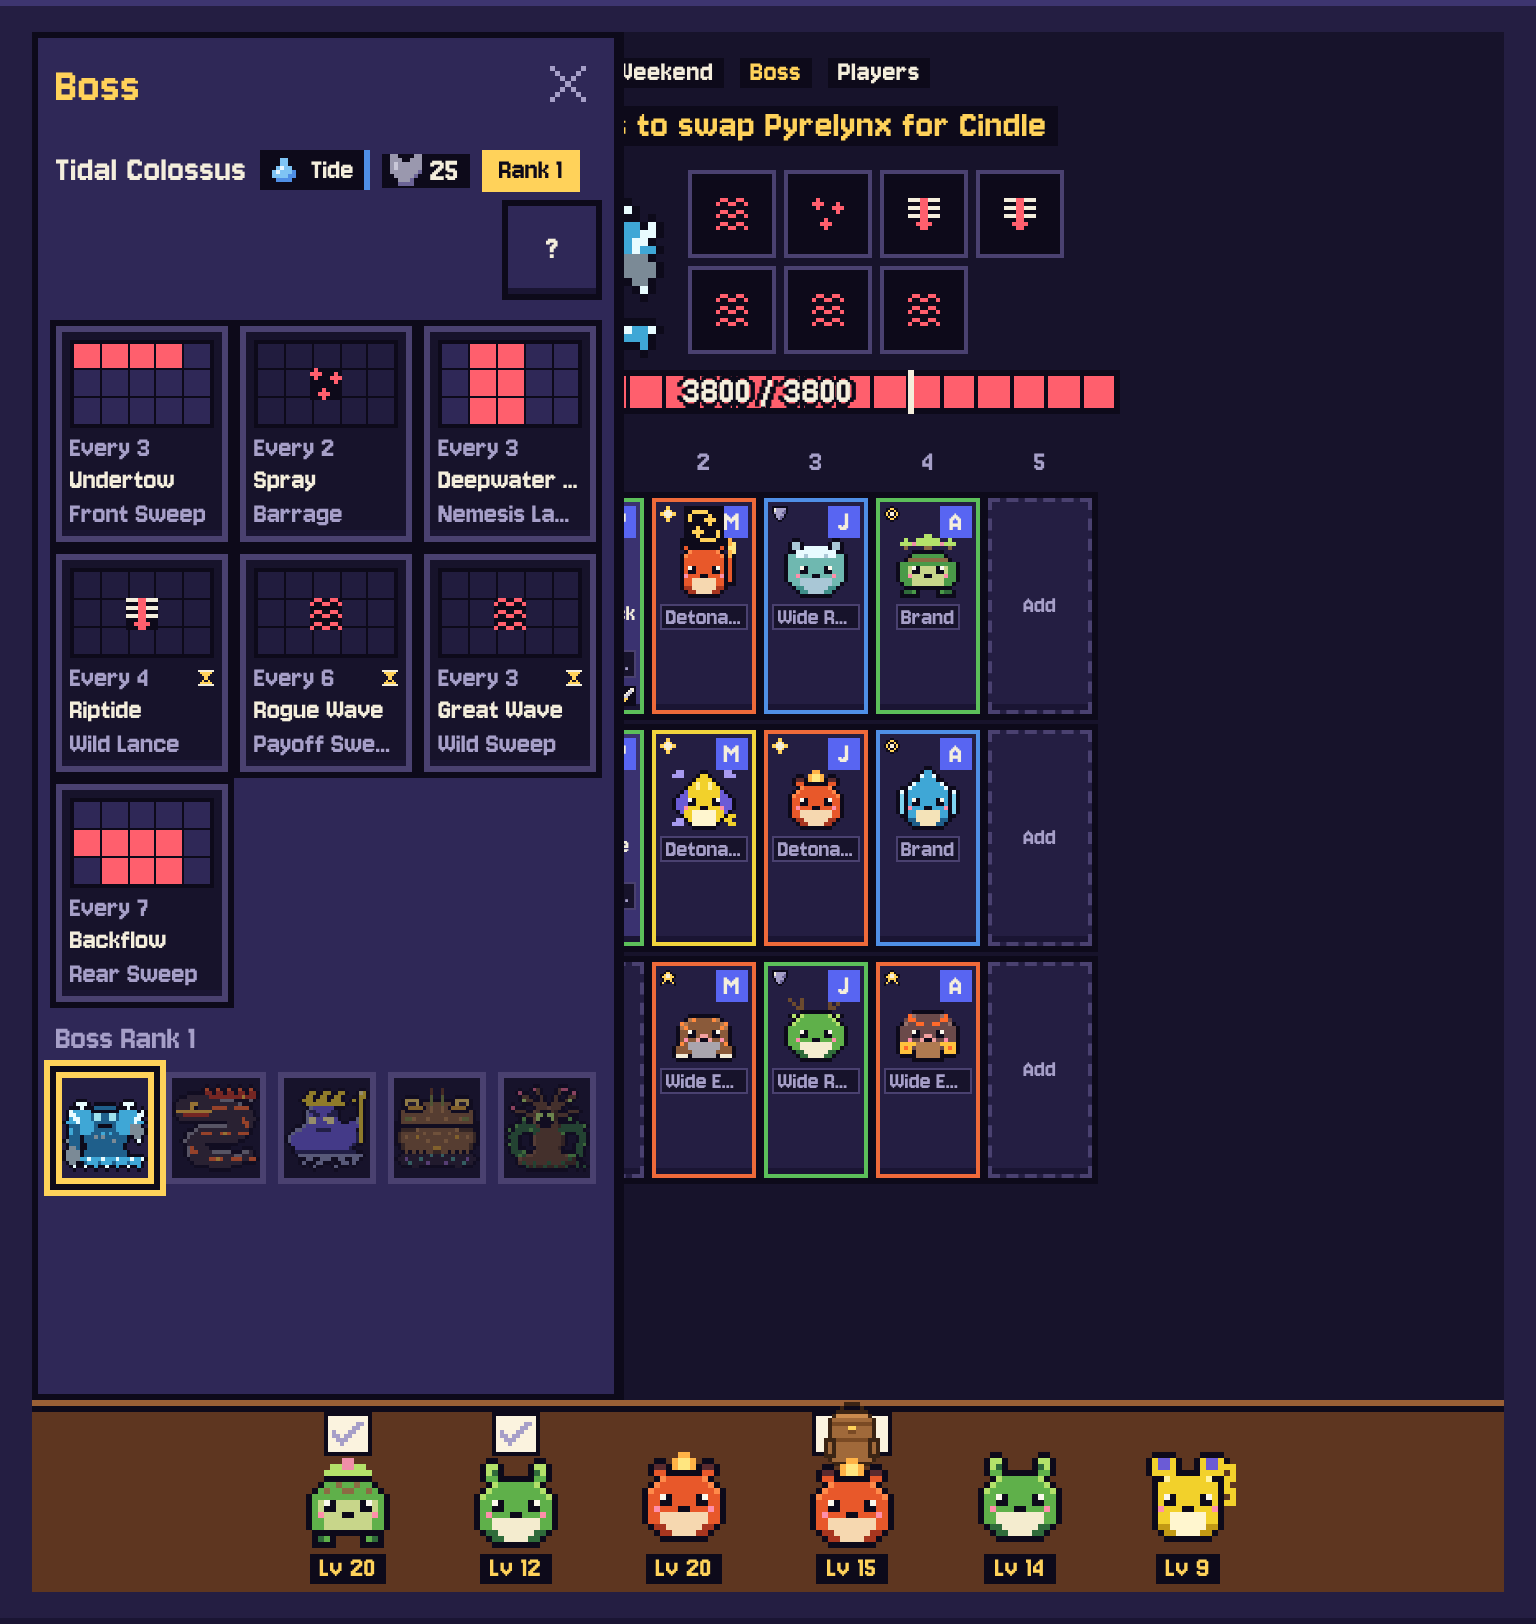 Boss
Weekend
Boss
Players
to swap Pyrelynx for Cindle
Tidal Colossus
Tide
25
Rank 1
?
3800/3800
Every 3
Undertow
Front Sweep
Every 2
Spray
Barrage
Every 3
Deepwater ...
Nemesis La...
2
3
4
5
M
J
A
Detona...
Wide R...
Brand
Add
Every 4
Riptide
Wild Lance
Every 6
Rogue Wave
Payoff Swe...
Every 3
Great Wave
Wild Sweep
M
J
A
Detona...
Detona...
Brand
Add
Every 7
Backflow
Rear Sweep
M
J
A
Wide E...
Wide R...
Wide E...
Add
Boss Rank 1
Lv 20
Lv 12
Lv 20
Lv 15
Lv 14
Lv 9